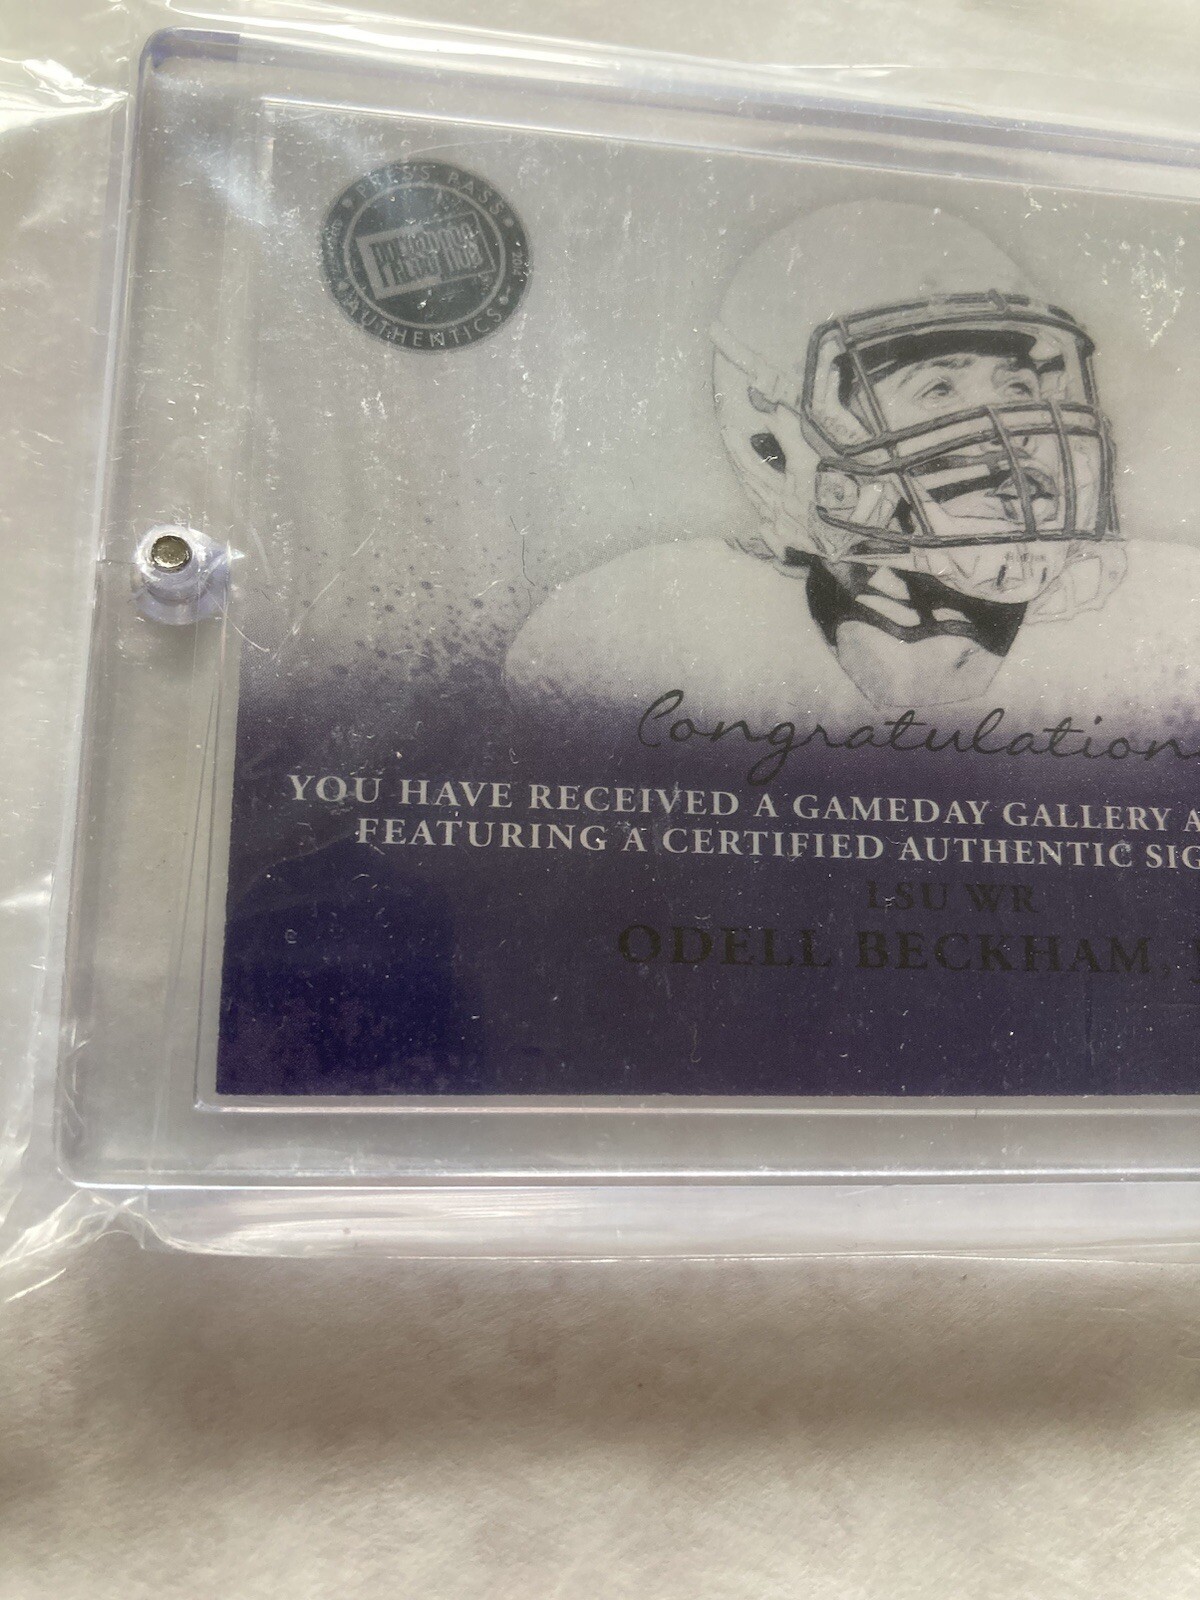 PRESS PASS
AUTHENTICS
Congratulation
YOU HAVE RECEIVED A GAMEDAY GALLERY A
FEATURING A CERTIFIED AUTHENTIC SIG
LSU WR
ODELL BECKHAM,